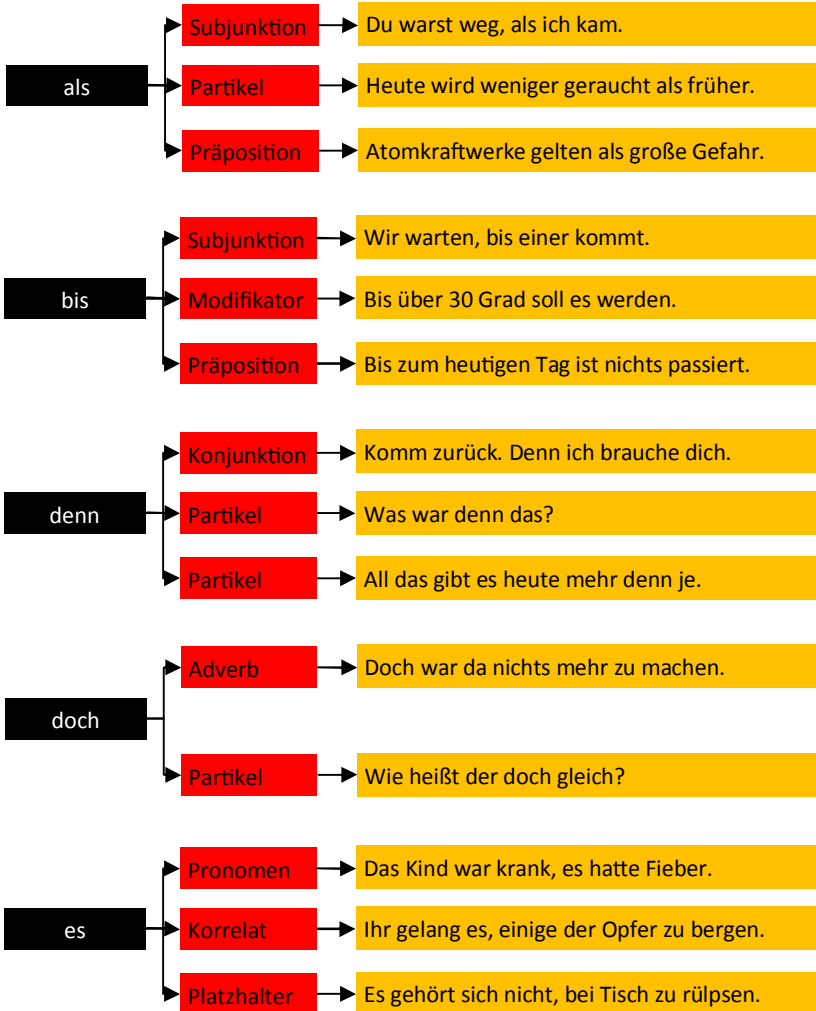 Subjunktion Du warst weg, als ich kam.
als Partikel Heute wird weniger geraucht als früher.
Präposition Atomkraftwerke gelten als große Gefahr.
Subjunktion Wir warten, bis einer kommt.
bis Modifikator Bis über 30 Grad soll es werden.
Präposition Bis zum heutigen Tag ist nichts passiert.
Konjunktion Komm zurück. Denn ich brauche dich.
denn Partikel Was war denn das?
Partikel All das gibt es heute mehr denn je.
Adverb Doch war da nichts mehr zu machen.
doch
Partikel Wie heißt der doch gleich?
Pronomen Das Kind war krank, es hatte Fieber.
es Korrelat Ihr gelang es, einige der Opfer zu bergen.
Platzhalter Es gehört sich nicht, bei Tisch zu rülpsen.